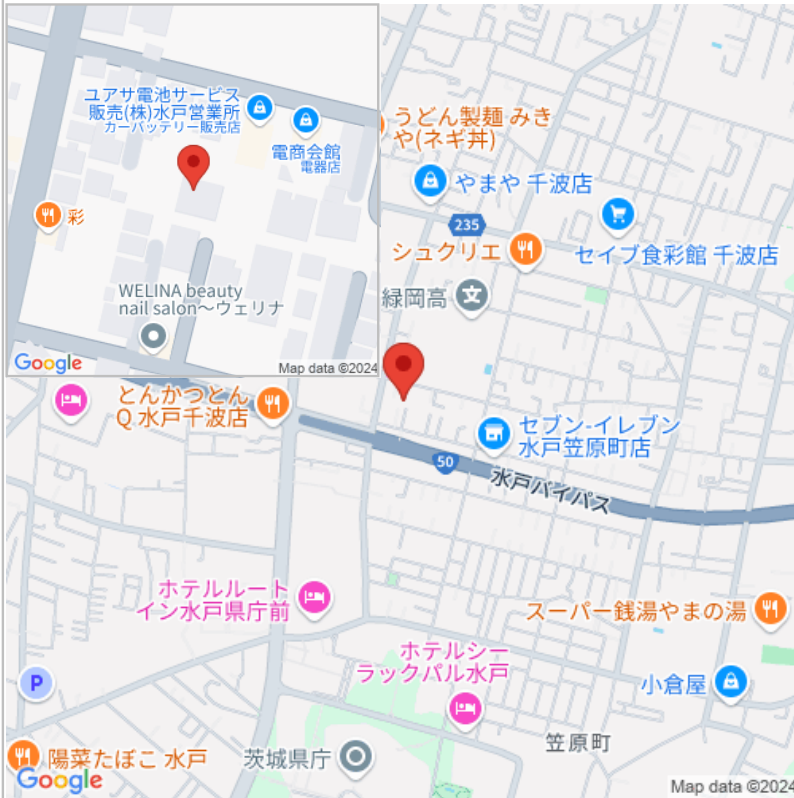 ユアサ電池サービス
販売(株)水戸営業所
カーバッテリー販売店
電商会館
電器店
彩
WELINA beauty
nail salon～ウェリナ
Google
Map data ©2024
うどん製麺 みき
や(ネギ丼)
やまや 千波店
235
シュクリエ
セイブ食彩館 千波店
緑岡高
文
とんかつとん
Q 水戸千波店
セブン-イレブン
水戸笠原町店
50
水戸バイパス
ホテルルート
イン水戸県庁前
スーパー銭湯やまの湯
ホテルシー
ラックパル水戸
小倉屋
P
笠原町
陽菜たばこ 水戸
茨城県庁
Google
Map data ©2024